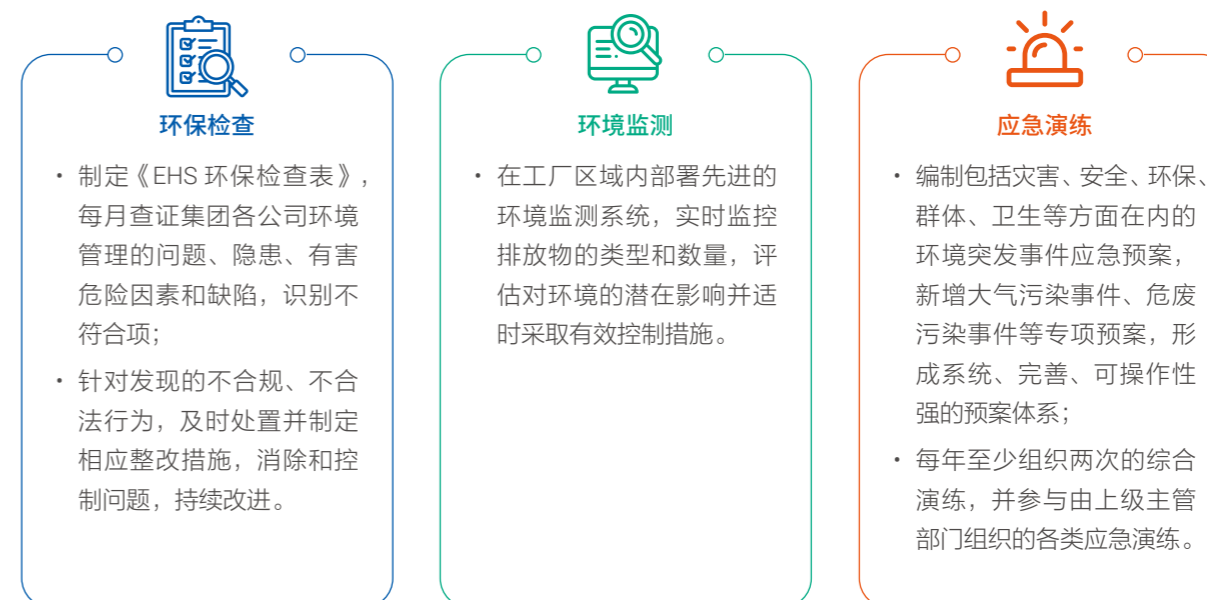 环保检查
· 制定《EHS 环保检查表》，
每月查证集团各公司环境
管理的问题、隐患、有害
危险因素和缺陷，识别不
符合项；
· 针对发现的不合规、不合
法行为，及时处置并制定
相应整改措施，消除和控
制问题，持续改进。
环境监测
· 在工厂区域内部署先进的
环境监测系统，实时监控
排放物的类型和数量，评
估对环境的潜在影响并适
时采取有效控制措施。
应急演练
· 编制包括灾害、安全、环保、
群体、卫生等方面在内的
环境突发事件应急预案，
新增大气污染事件、危废
污染事件等专项预案，形
成系统、完善、可操作性
强的预案体系；
· 每年至少组织两次的综合
演练，并参与由上级主管
部门组织的各类应急演练。